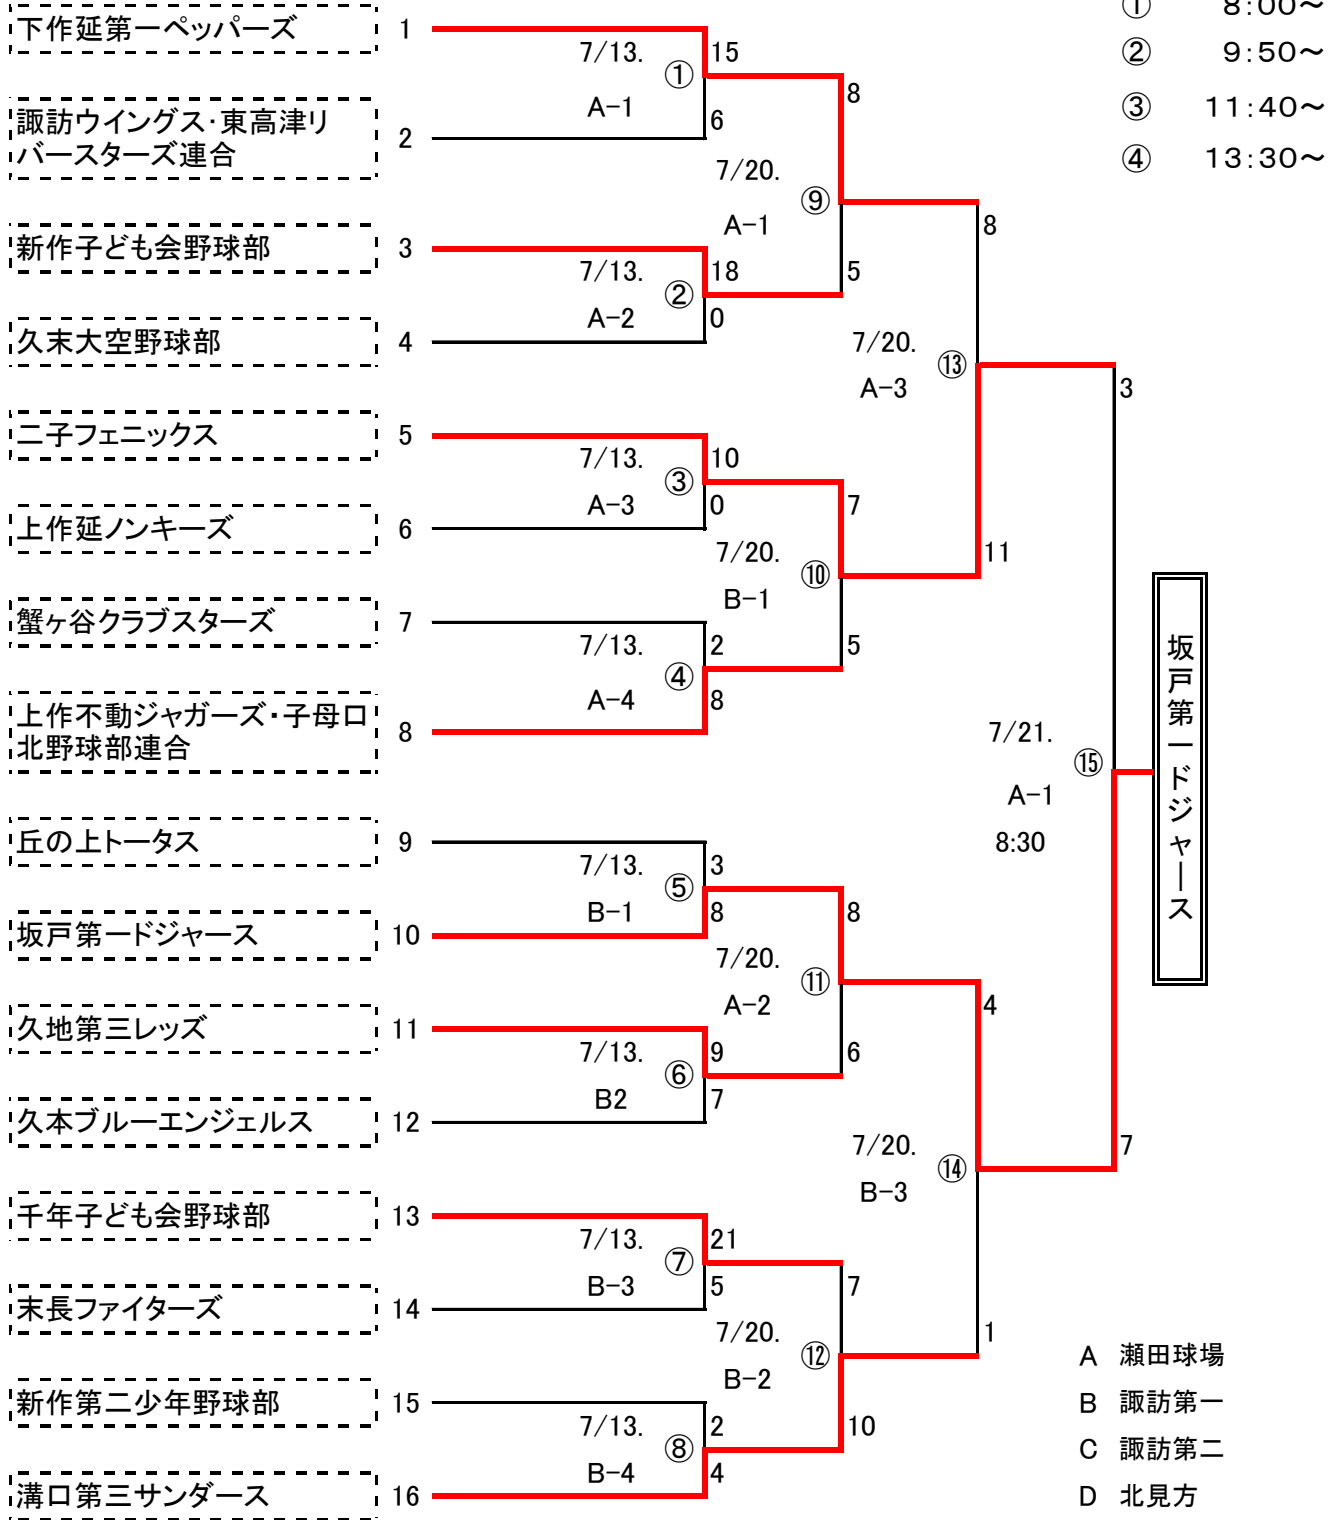 下作延第一ペッパーズ 1
諏訪ウイングス・東高津リ
バースターズ連合 2
新作子ども会野球部 3
久末大空野球部 4
二子フェニックス 5
上作延ノンキーズ 6
蟹ヶ谷クラブスターズ 7
上作不動ジャガーズ・子母口
北野球部連合 8
丘の上トータス 9
坂戸第一ドジャース 10
久地第三レッズ 11
久本ブルーエンジェルス 12
千年子ども会野球部 13
末長ファイターズ 14
新作第二少年野球部 15
溝口第三サンダース 16
7/13. ① 15
A-1 6
7/13. ② 18
A-2 0
7/13. ③ 10
A-3 0
7/13. ④ 2
A-4 8
7/13. ⑤ 3
B-1 8
7/13. ⑥ 9
B2 7
7/13. ⑦ 21
B-3 5
7/13. ⑧ 2
B-4 4
8
7/20. ⑨
A-1
5
7
7/20. ⑩
B-1
5
8
7/20. ⑪
A-2
6
7
7/20. ⑫
B-2
10
8
7/20. ⑬
A-3
11
4
7/20. ⑭
B-3
1
3
7/21. ⑮
A-1
8:30
7
坂戸第一ドジャース
① 8:00～
② 9:50～
③ 11:40～
④ 13:30～
A 瀬田球場
B 諏訪第一
C 諏訪第二
D 北見方